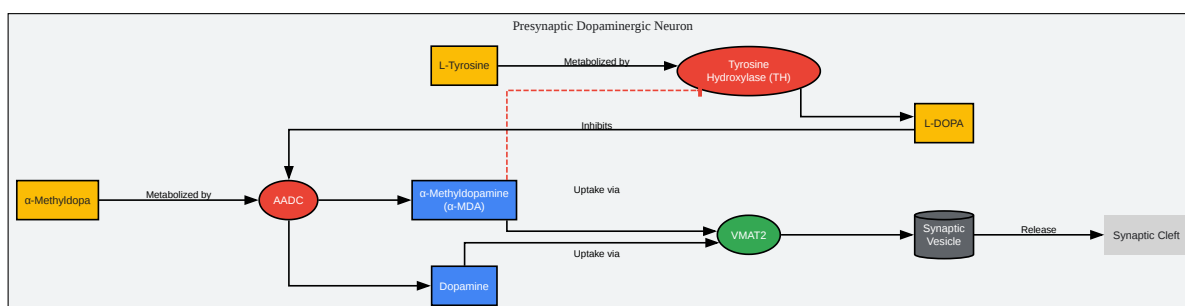 Presynaptic Dopaminergic Neuron
L-Tyrosine
Metabolized by
Tyrosine
Hydroxylase (TH)
L-DOPA
Inhibits
α-Methyldopa
Metabolized by
AADC
α-Methyldopamine
(α-MDA)
Uptake via
VMAT2
Synaptic
Vesicle
Release
Synaptic Cleft
Uptake via
Dopamine